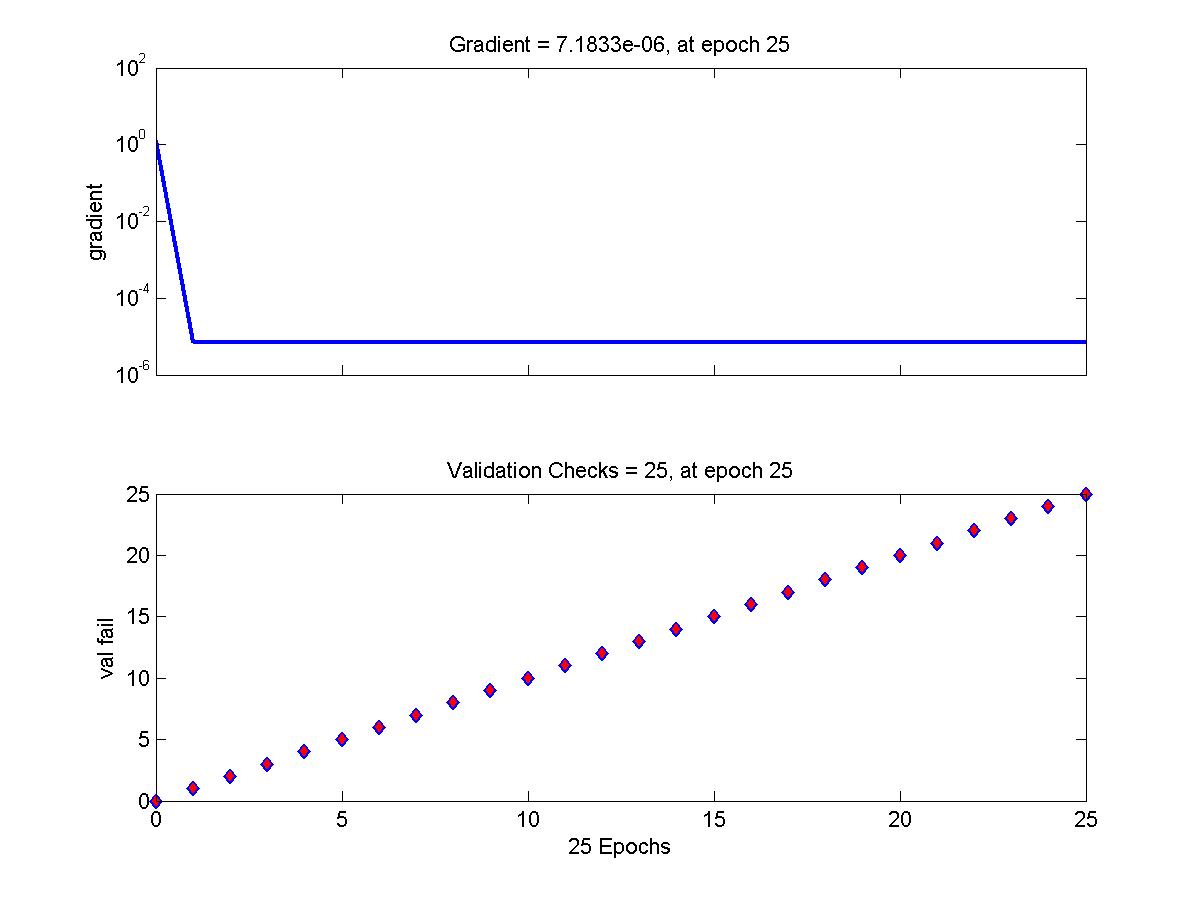 Gradient = 7.1833e-06, at epoch 25
10^2
10^0
10^-2
10^-4
10^-6
gradient
Validation Checks = 25, at epoch 25
25
20
15
10
5
0
val fail
0 5 10 15 20 25
25 Epochs